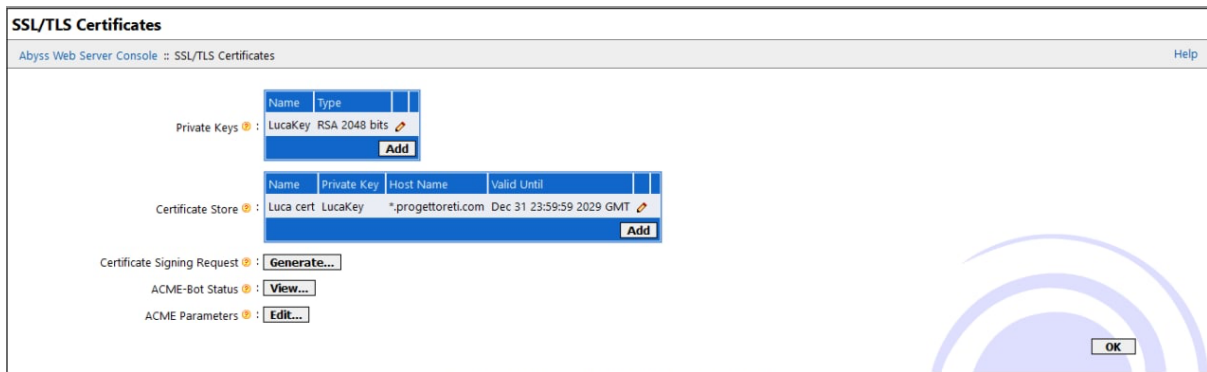 SSL/TLS Certificates
Abyss Web Server Console :: SSL/TLS Certificates Help
Name Type
Private Keys ? : LucaKey RSA 2048 bits
Add
Name Private Key Host Name Valid Until
Certificate Store ? : Luca cert LucaKey *.progettoreti.com Dec 31 23:59:59 2029 GMT
Add
Certificate Signing Request ? : Generate...
ACME-Bot Status ? : View...
ACME Parameters ? : Edit...
OK